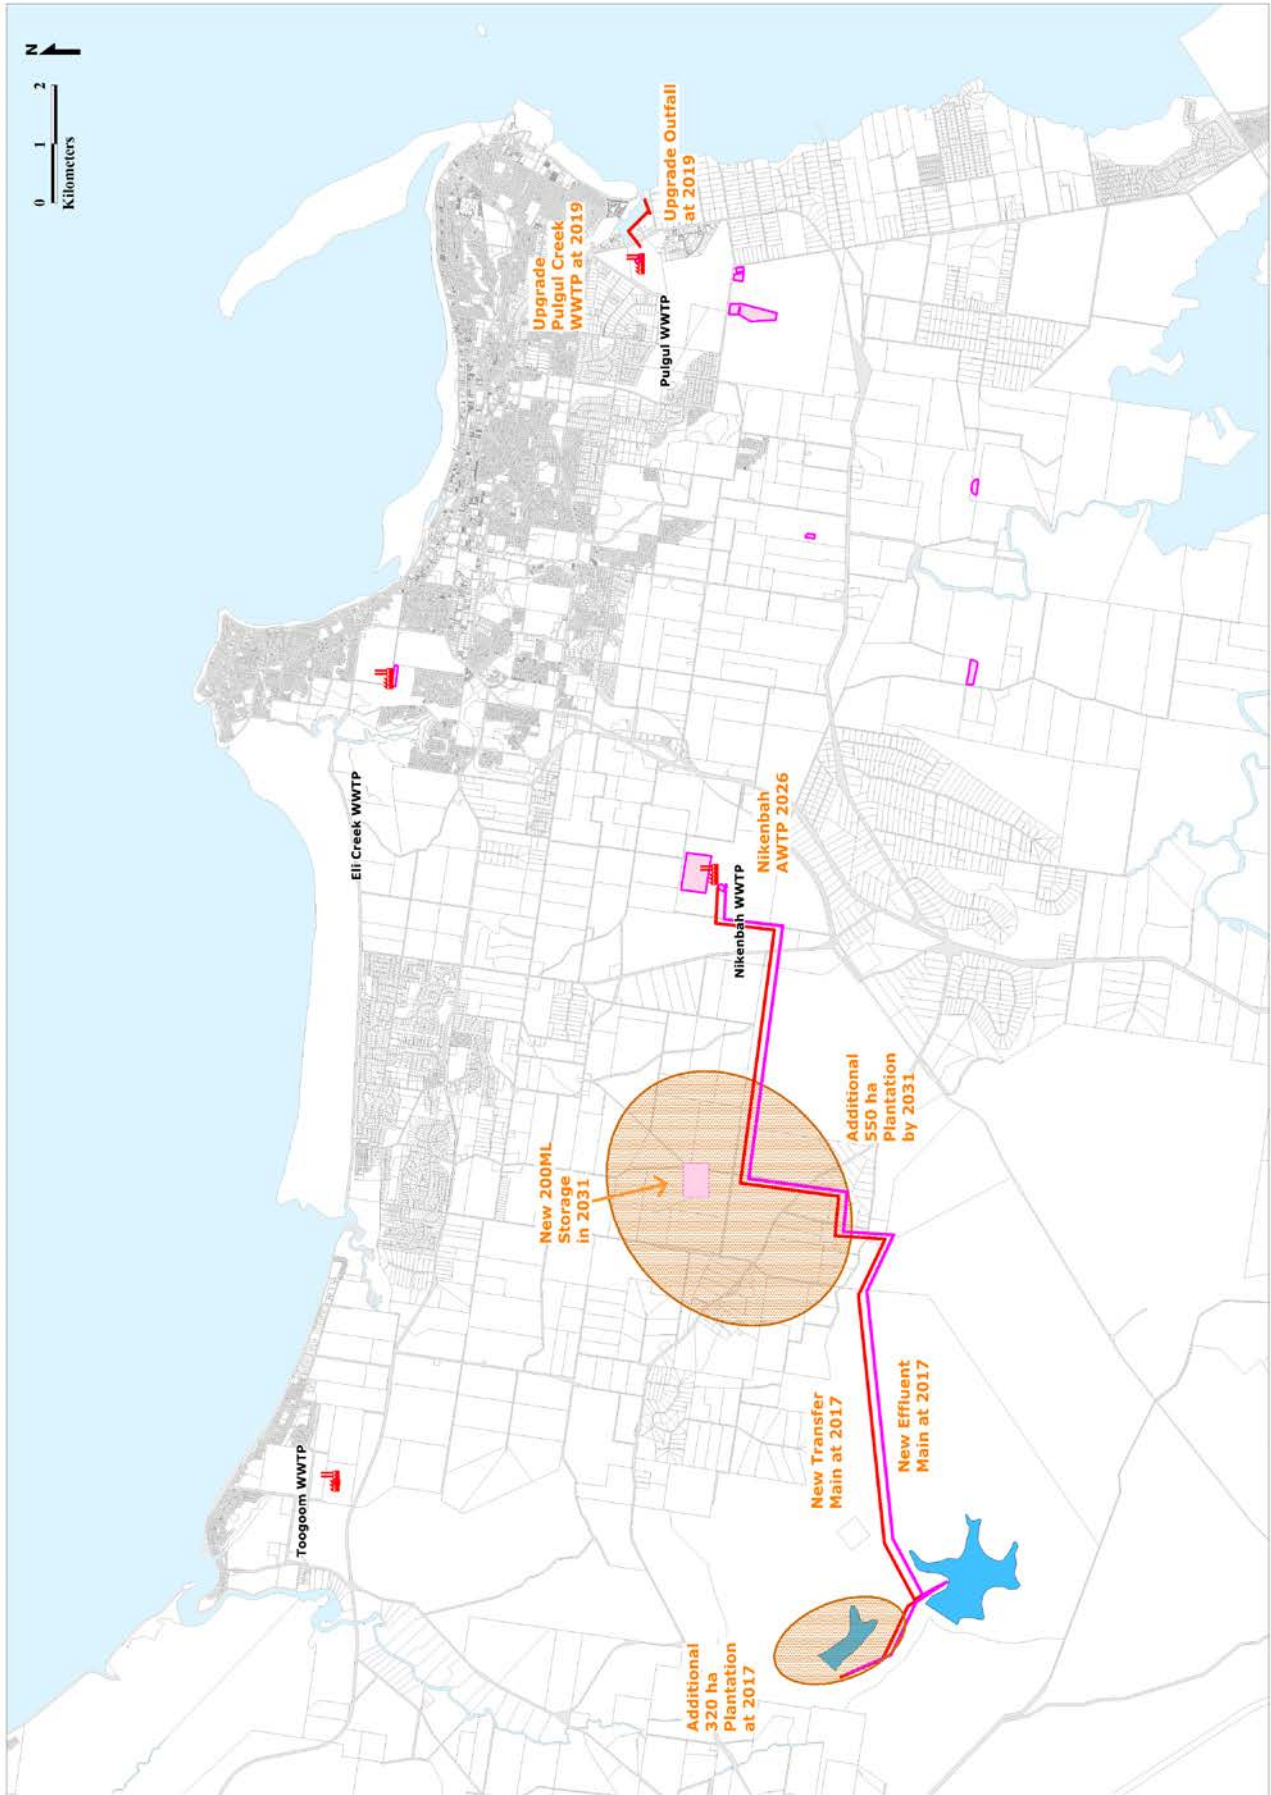 N
0 1 2
Kilometers
Toogoom WWTP
Eli Creek WWTP
Upgrade
Pulgul Creek
WWTP at 2019
Upgrade Outfall
at 2019
Pulgul WWTP
New 200ML
Storage
in 2031
Nikenbah WWTP
Nikenbah
AWTP 2026
Additional
320 ha
Plantation
at 2017
New Transfer
Main at 2017
Additional
550 ha
Plantation
by 2031
New Effluent
Main at 2017